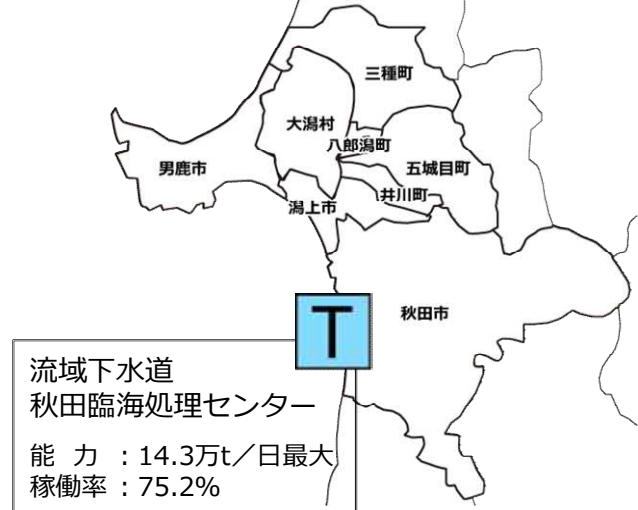 三種町
大潟村
八郎潟町
男鹿市
五城目町
井川町
潟上市
秋田市
T
流域下水道
秋田臨海処理センター
能 力 :14.3万t/日最大
稼働率:75.2%